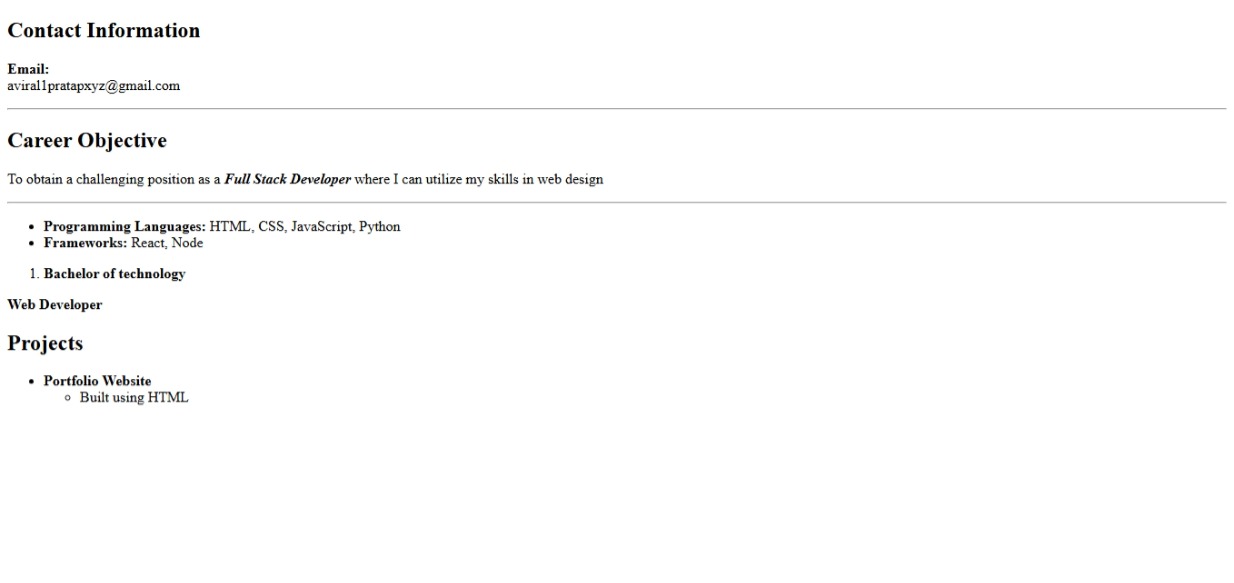 Contact Information
Email:
aviral1pratapxyz@gmail.com
Career Objective
To obtain a challenging position as a Full Stack Developer where I can utilize my skills in web design
• Programming Languages: HTML, CSS, JavaScript, Python
• Frameworks: React, Node
1. Bachelor of technology
Web Developer
Projects
• Portfolio Website
◦ Built using HTML